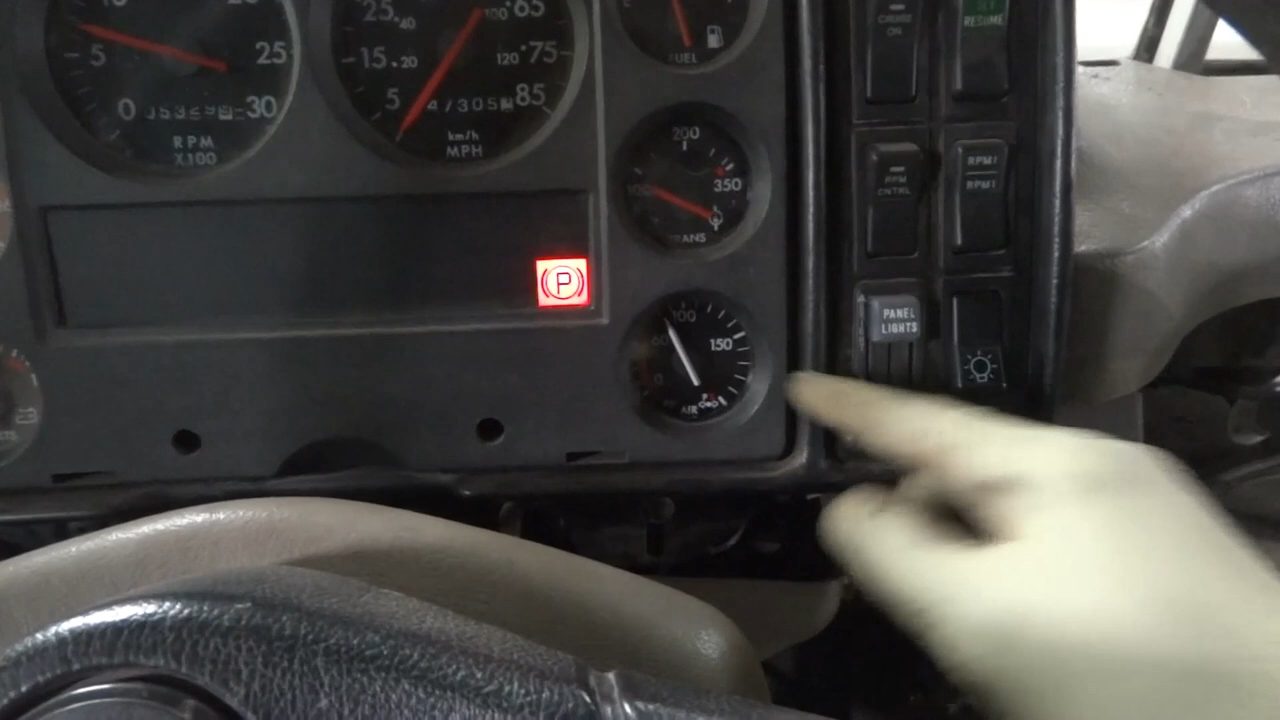 5
25
0
30
RPM
X100
25
40
100
65
15
20
120
75
5
85
km/h
MPH
E
FUEL
200
100
350
TRANS
P
100
60
150
0
AIR
CRUISE
ON
SET
RESUME
RPM
CNTRL
RPM↑
RPM↓
PANEL
LIGHTS